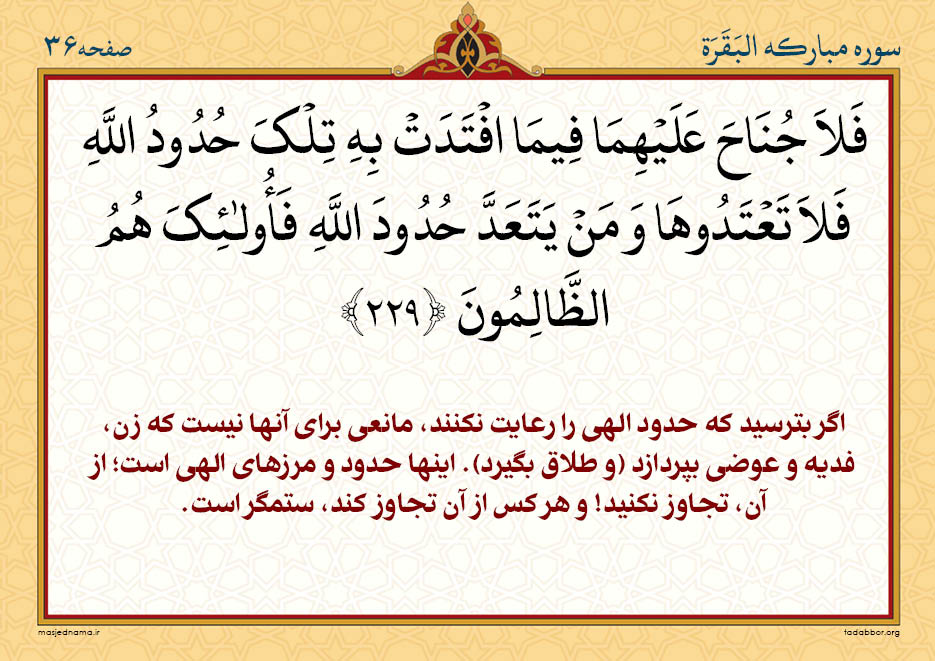 سوره مبارکه البَقَرَة
صفحه۳۶
فَلاَ جُنَاحَ عَلَيْهِمَا فِيمَا افْتَدَتْ بِهِ تِلْكَ حُدُودُ اللَّهِ
فَلاَ تَعْتَدُوهَا وَ مَنْ يَتَعَدَّ حُدُودَ اللَّهِ فَأُولٰئِكَ هُمُ
الظَّالِمُونَ ﴿۲۲۹﴾
اگر بترسید که حدود الهی را رعایت نکنند، مانعی برای آنها نیست که زن،
فدیه و عوضی بپردازد (و طلاق بگیرد). اینها حدود و مرزهای الهی است؛ از
آن، تجاوز نکنید! و هر کس از آن تجاوز کند، ستمگر است.
masjednama.ir
tadabbor.org